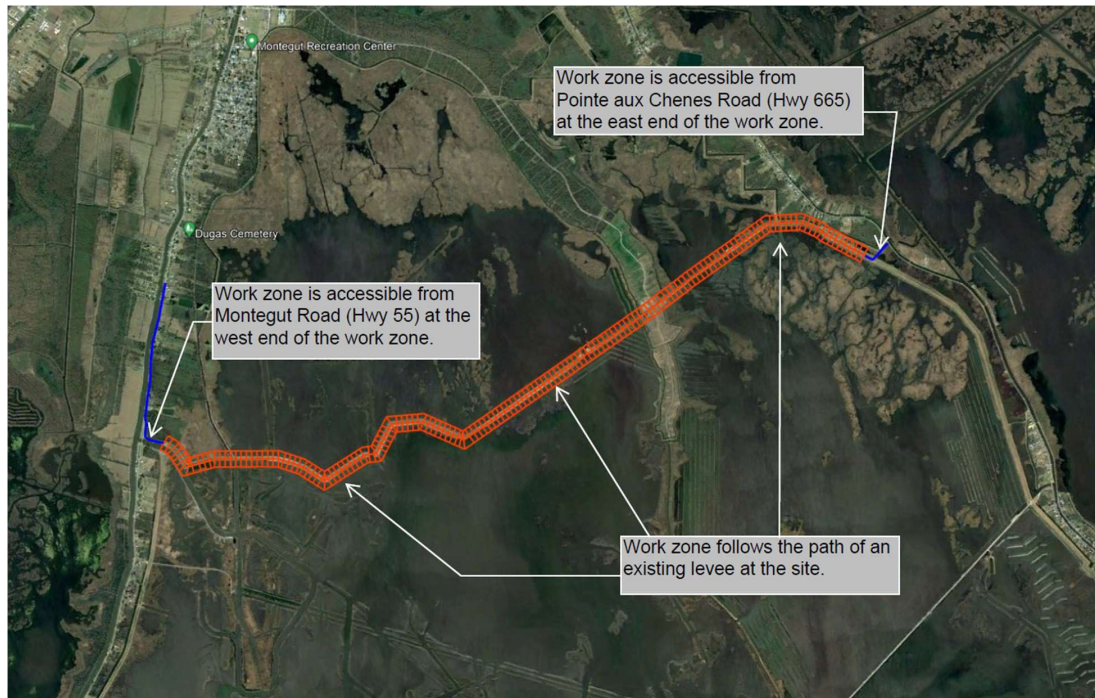 Montegut Recreation Center
Work zone is accessible from
Pointe aux Chenes Road (Hwy 665)
at the east end of the work zone.
Dugas Cemetery
Work zone is accessible from
Montegut Road (Hwy 55) at the
west end of the work zone.
Work zone follows the path of an
existing levee at the site.